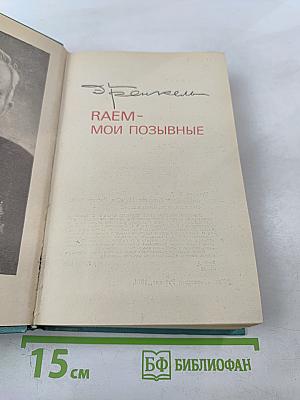 Э Кренкель
RAEM –
МОИ ПОЗЫВНЫЕ
15 см
БФ БИБЛИОФАН